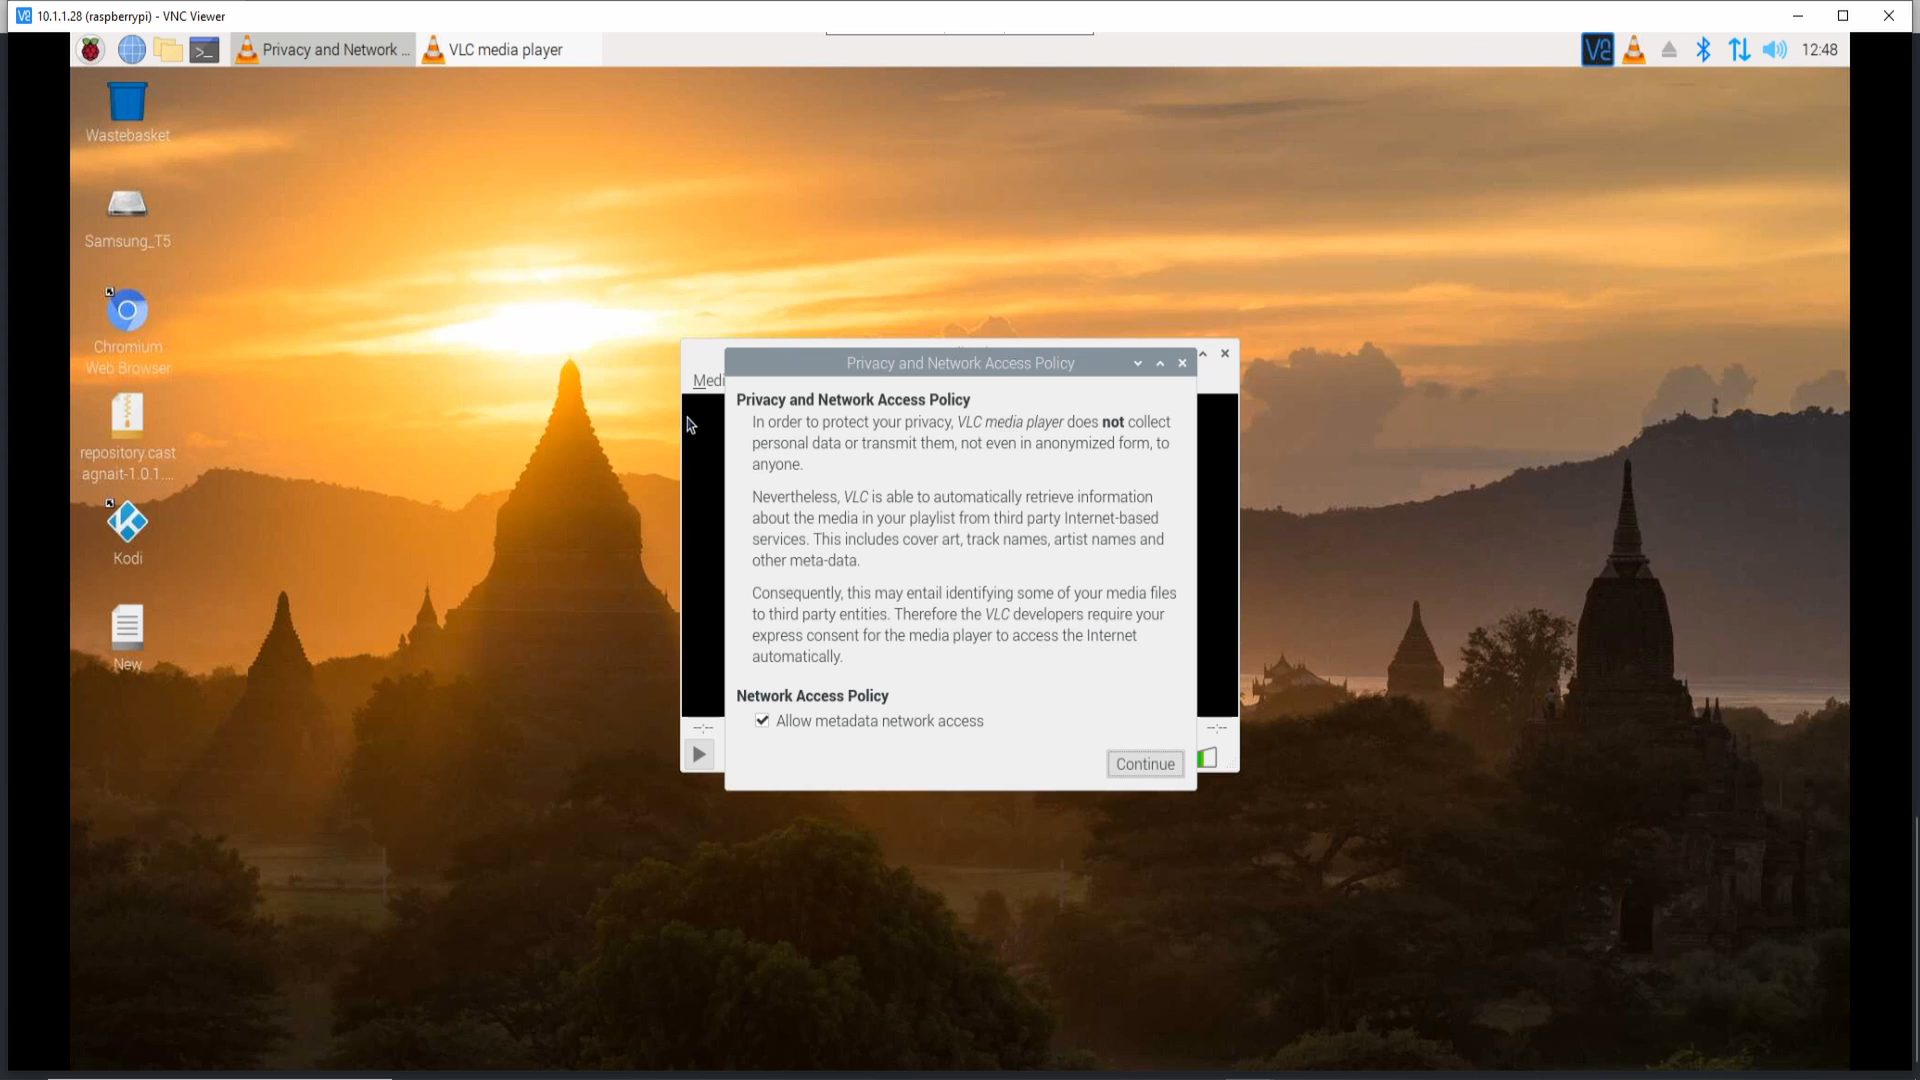 10.1.1.28 (raspberrypi) - VNC Viewer
Privacy and Network ...
VLC media player
12:48
Wastebasket
Samsung_T5
Chromium
Web Browser
repository.cast
agnait-1.0.1....
Kodi
New
Medi
Privacy and Network Access Policy
Privacy and Network Access Policy
In order to protect your privacy, VLC media player does not collect
personal data or transmit them, not even in anonymized form, to
anyone.
Nevertheless, VLC is able to automatically retrieve information
about the media in your playlist from third party Internet-based
services. This includes cover art, track names, artist names and
other meta-data.
Consequently, this may entail identifying some of your media files
to third party entities. Therefore the VLC developers require your
express consent for the media player to access the Internet
automatically.
Network Access Policy
Allow metadata network access
--:--
--:--
Continue